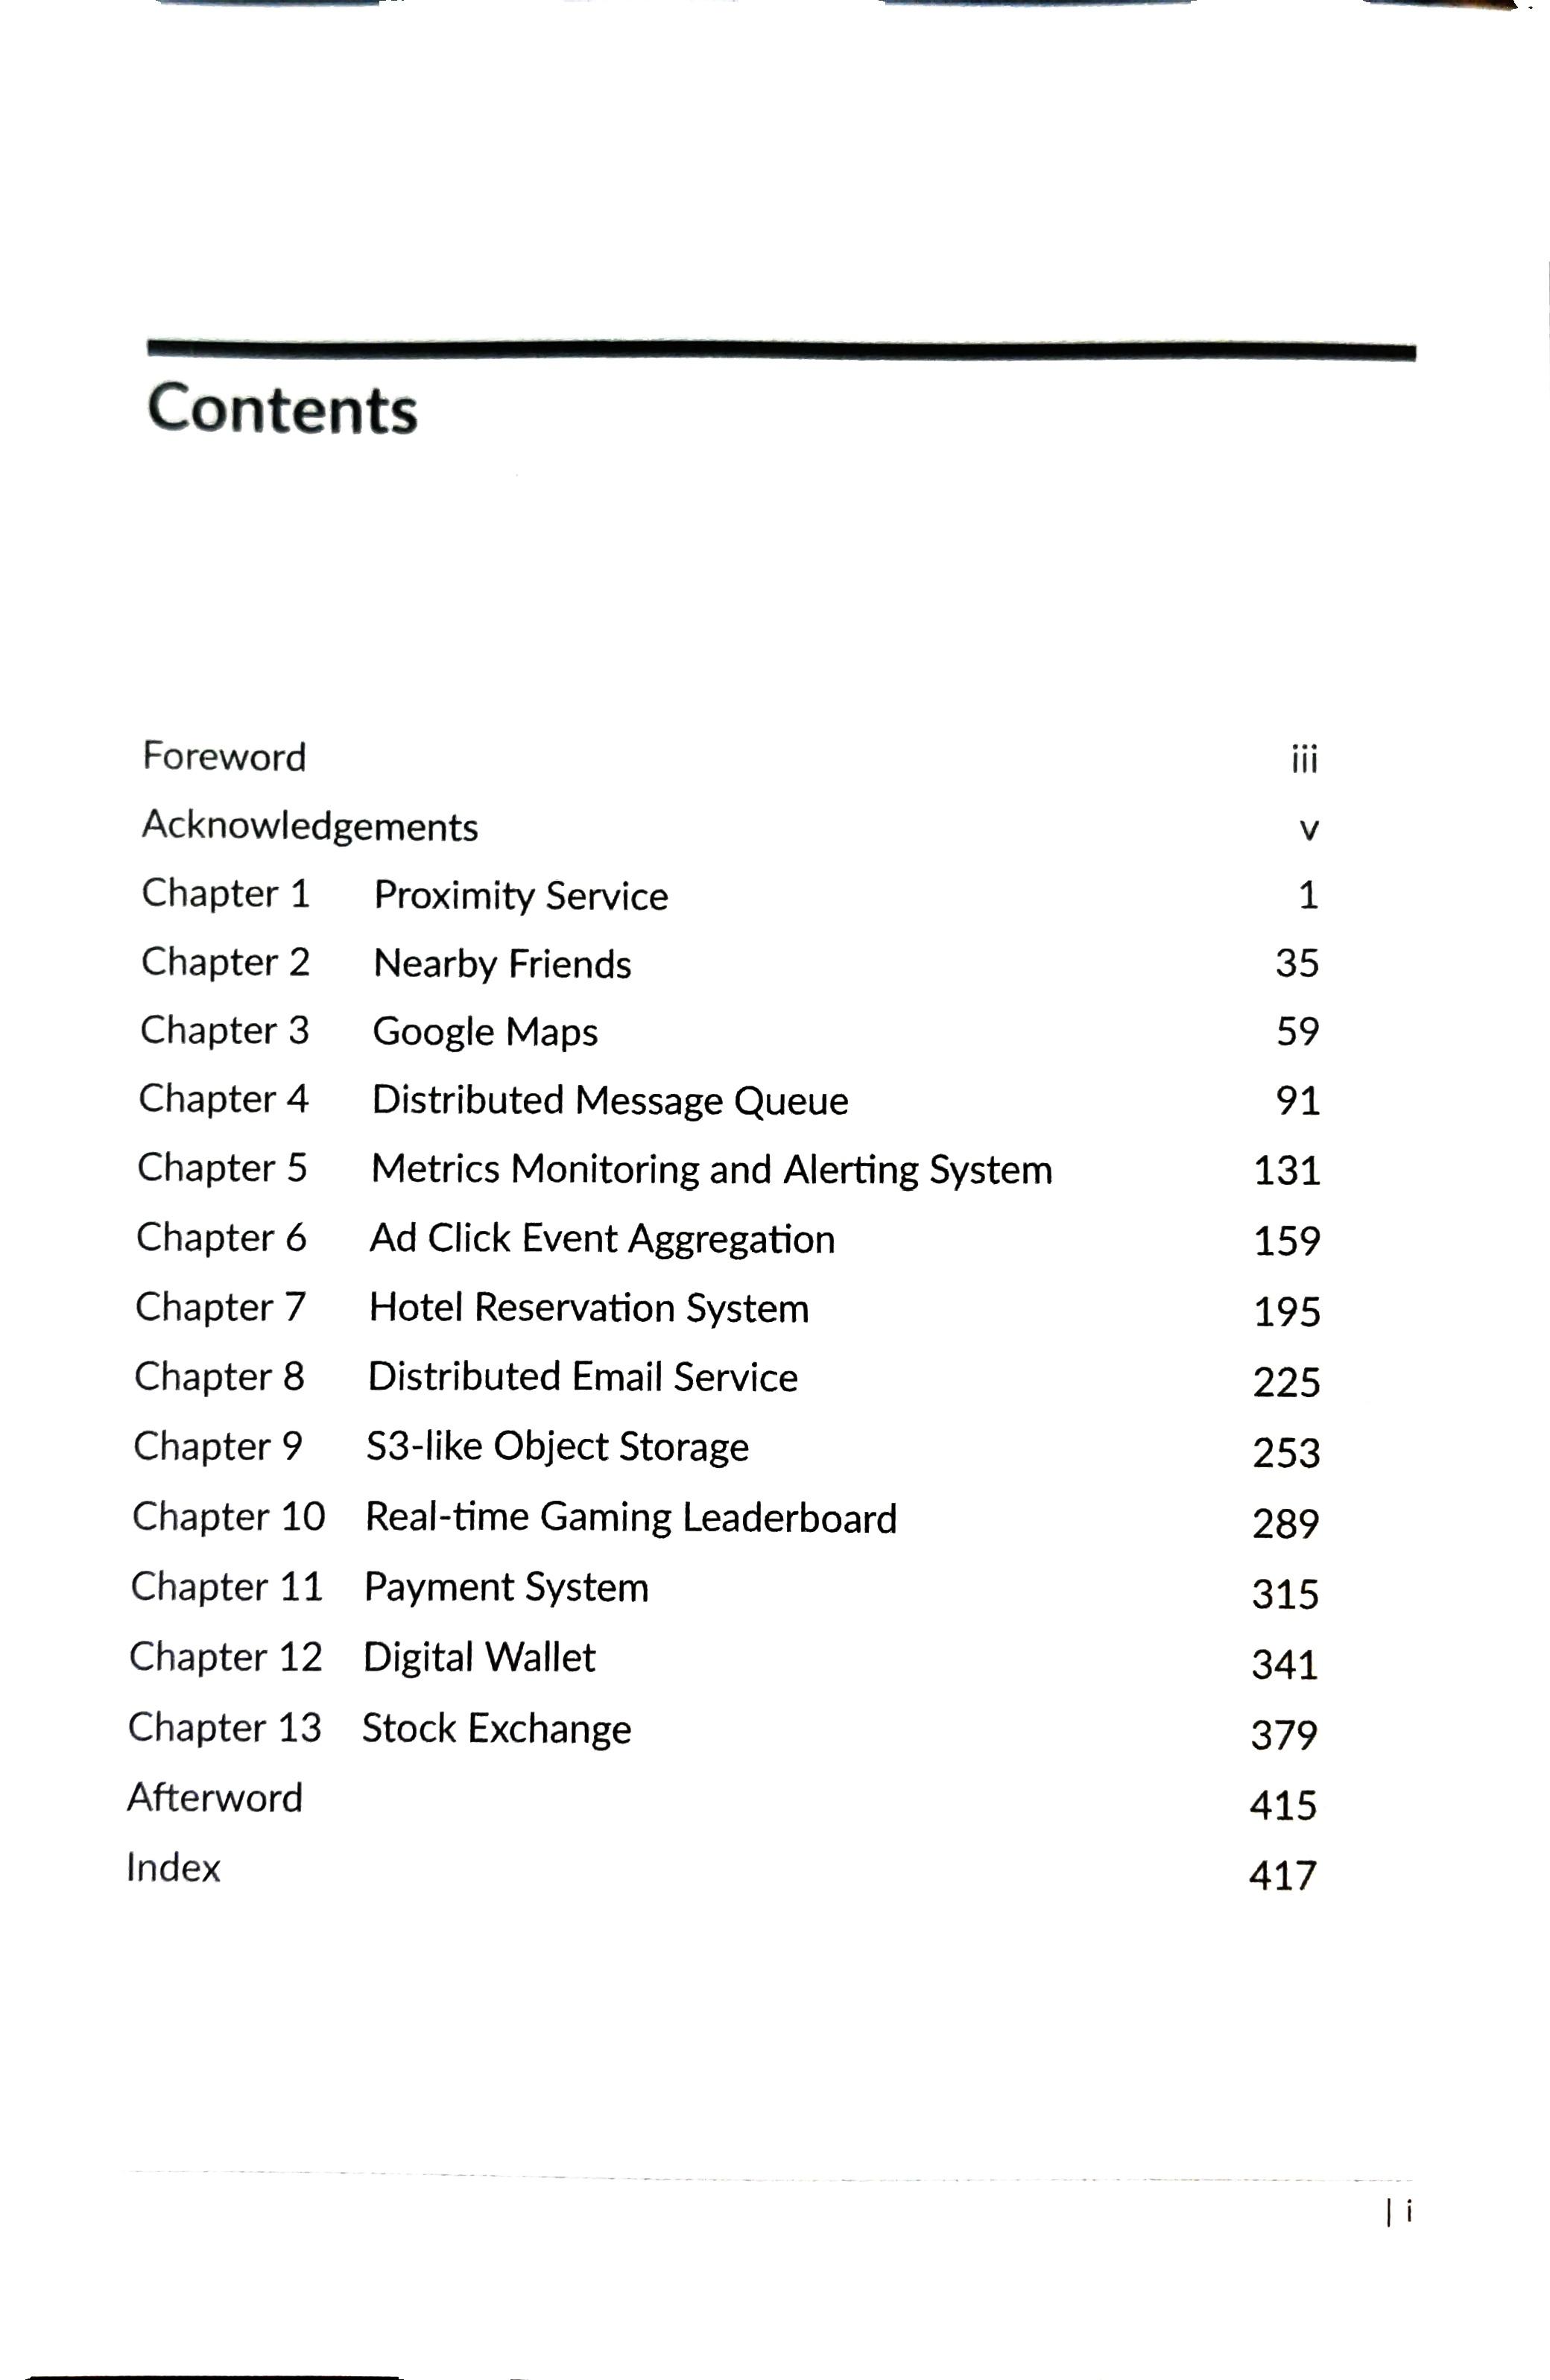 Contents
Foreword iii
Acknowledgements v
Chapter 1 Proximity Service 1
Chapter 2 Nearby Friends 35
Chapter 3 Google Maps 59
Chapter 4 Distributed Message Queue 91
Chapter 5 Metrics Monitoring and Alerting System 131
Chapter 6 Ad Click Event Aggregation 159
Chapter 7 Hotel Reservation System 195
Chapter 8 Distributed Email Service 225
Chapter 9 S3-like Object Storage 253
Chapter 10 Real-time Gaming Leaderboard 289
Chapter 11 Payment System 315
Chapter 12 Digital Wallet 341
Chapter 13 Stock Exchange 379
Afterword 415
Index 417
| i